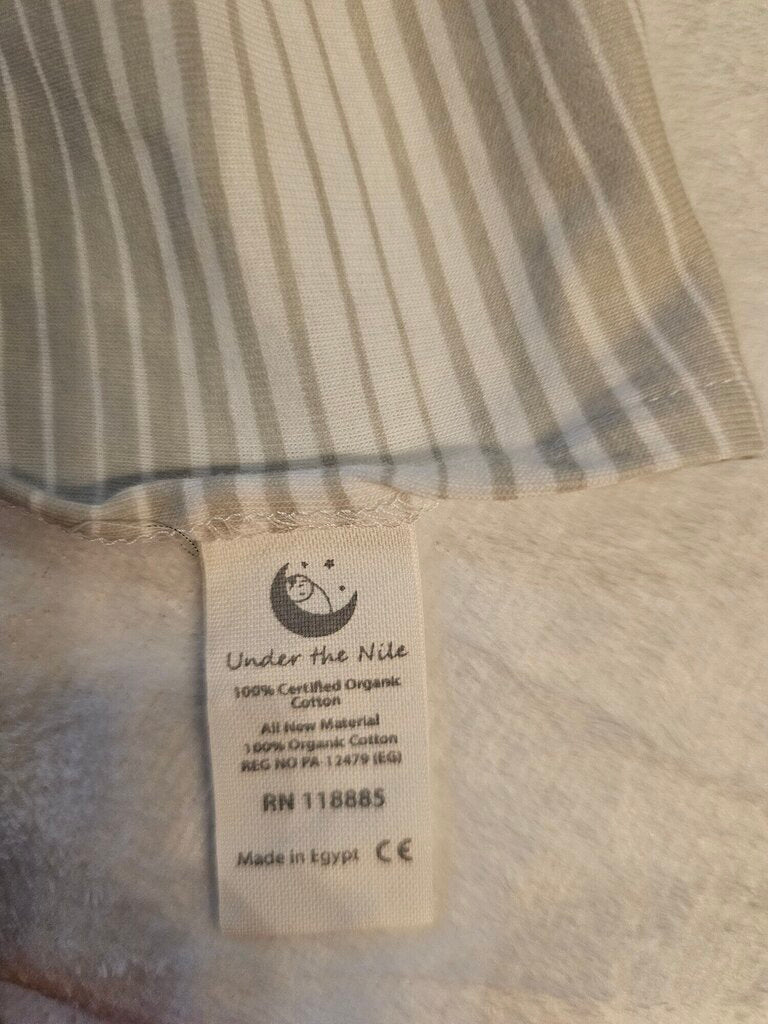 Under the Nile
100% Certified Organic
Cotton
All New Material
100% Organic Cotton
REG NO PA-12479 (EG)
RN 118885
Made in Egypt CE